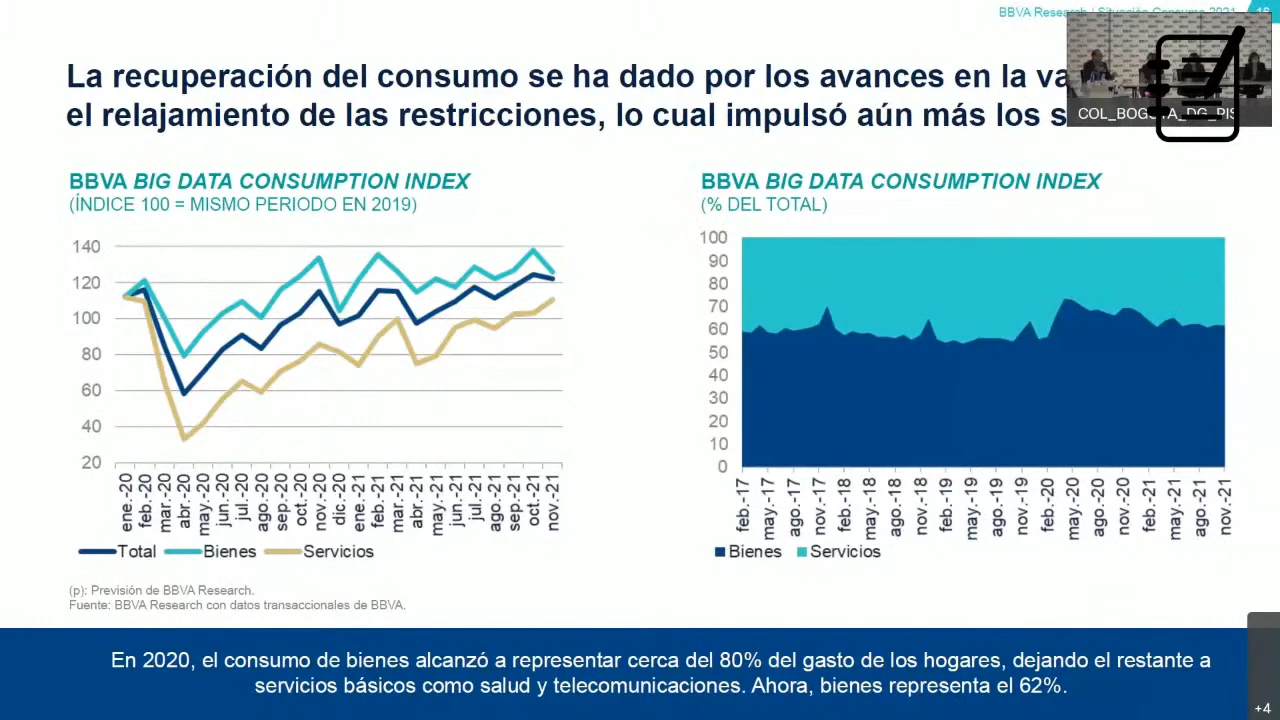 BBVA Research | Situación Consumo 2021 16
La recuperación del consumo se ha dado por los avances en la
el relajamiento de las restricciones, lo cual impulsó aún más los
COL_BOGOTA_DG_PIS
BBVA BIG DATA CONSUMPTION INDEX
(ÍNDICE 100 = MISMO PERIODO EN 2019)
140
120
100
80
60
40
20
ene.-20
feb.-20
mar.-20
abr.-20
may.-20
jun.-20
jul.-20
ago.-20
sep.-20
oct.-20
nov.-20
dic.-20
ene.-21
feb.-21
mar.-21
abr.-21
may.-21
jun.-21
jul.-21
ago.-21
sep.-21
oct.-21
nov.-21
Total Bienes Servicios
BBVA BIG DATA CONSUMPTION INDEX
(% DEL TOTAL)
100
90
80
70
60
50
40
30
20
10
0
feb.-17
may.-17
ago.-17
nov.-17
feb.-18
may.-18
ago.-18
nov.-18
feb.-19
may.-19
ago.-19
nov.-19
feb.-20
may.-20
ago.-20
nov.-20
feb.-21
may.-21
ago.-21
nov.-21
Bienes Servicios
(p): Previsión de BBVA Research.
Fuente: BBVA Research con datos transaccionales de BBVA.
En 2020, el consumo de bienes alcanzó a representar cerca del 80% del gasto de los hogares, dejando el restante a
servicios básicos como salud y telecomunicaciones. Ahora, bienes representa el 62%.
+4